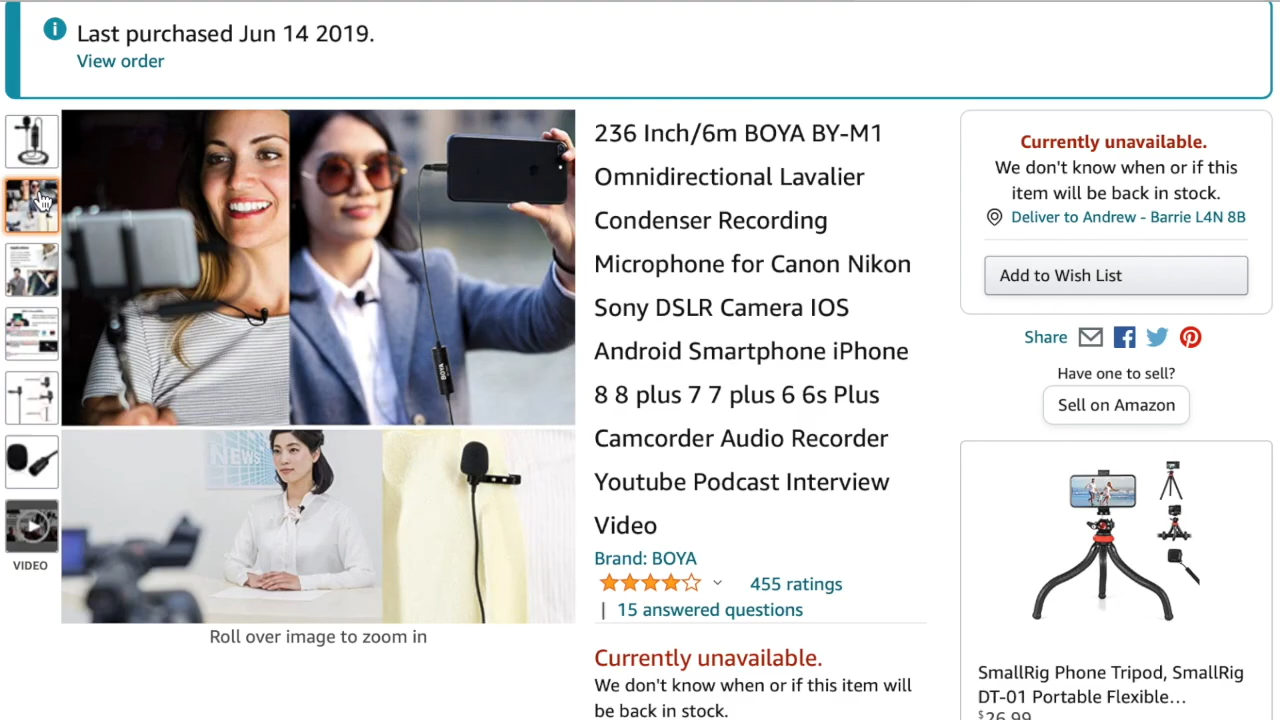 Last purchased Jun 14 2019.
View order
236 Inch/6m BOYA BY-M1
Omnidirectional Lavalier
Condenser Recording
Microphone for Canon Nikon
Sony DSLR Camera IOS
Android Smartphone iPhone
8 8 plus 7 7 plus 6 6s Plus
Camcorder Audio Recorder
Youtube Podcast Interview
Video
Brand: BOYA
455 ratings
| 15 answered questions
Currently unavailable.
We don't know when or if this item will
be back in stock.
BOYA
NEWS
VIDEO
Roll over image to zoom in
Currently unavailable.
We don't know when or if this
item will be back in stock.
Deliver to Andrew - Barrie L4N 8B
Add to Wish List
Share
Have one to sell?
Sell on Amazon
SmallRig Phone Tripod, SmallRig
DT-01 Portable Flexible...
$26.99